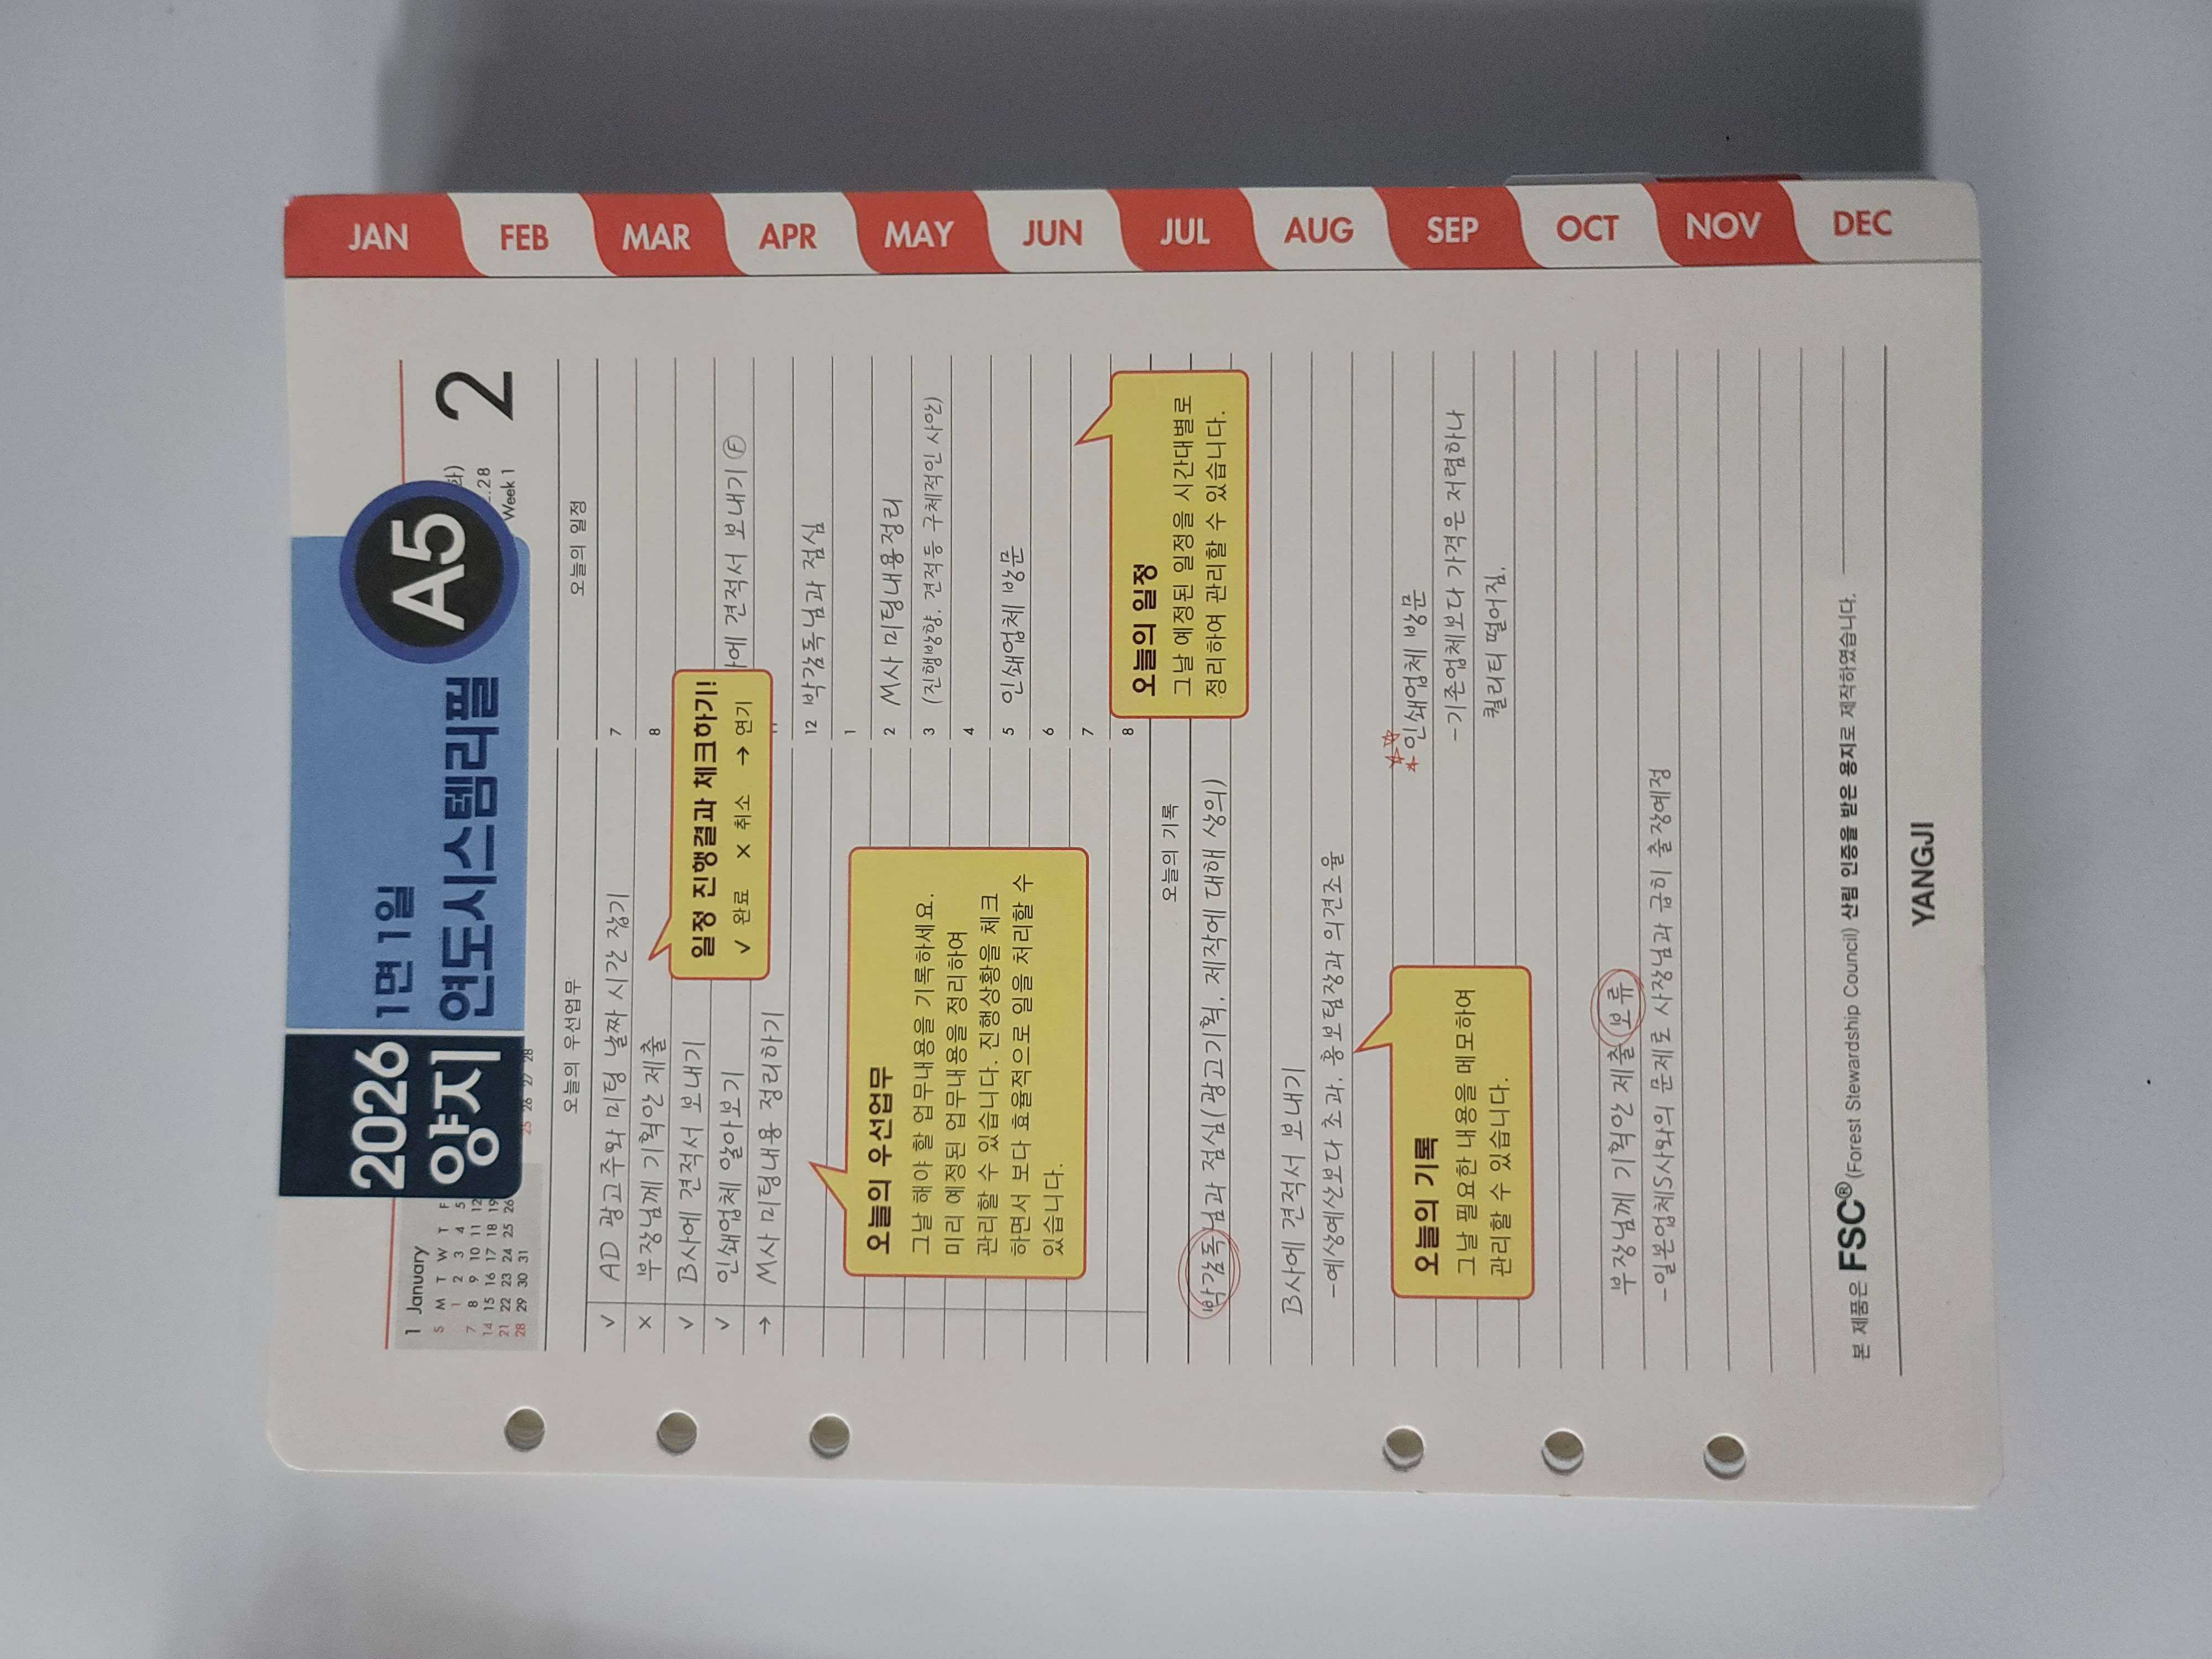 2026
양지
1면 1일
연도시스템리필
A5
2
28
Week 1
1 January
S M T W T F
1 2 3 4 5
7 8 9 10 11 12
14 15 16 17 18 19
21 22 23 24 25 26
28 29 30 31
25 26 27 28
오늘의 우선업무
✓ AD 광고주와 미팅 날짜 시간 잡기
× 부장님께 기획안 제출
✓ B사에 견적서 보내기
✓ 인쇄업체 알아보기
→ M사 미팅내용 정리하기
일정 진행결과 체크하기!
✓ 완료 × 취소 → 연기
오늘의 우선업무
그날 해야 할 업무내용을 기록하세요.
미리 예정된 업무내용을 정리하여
관리할 수 있습니다. 진행상황을 체크
하면서 보다 효율적으로 일을 처리할 수
있습니다.
오늘의 일정
7
8
에 견적서 보내기 Ⓕ
12 박감독님과 점심
1
2 M사 미팅내용정리
3 (진행방향, 견적등 구체적인 사안)
4
5 인쇄업체 방문
6
7
8
오늘의 일정
그날 예정된 일정을 시간대별로
정리하여 관리할 수 있습니다.
오늘의 기록
박감독님과 점심(광고기획, 제작에 대해 상의)
B사에 견적서 보내기
-예상예산보다 초과, 홍보팀장과 의견조율
☆☆인쇄업체 방문
-기존업체보다 가격은 저렴하나
퀄리티 떨어짐.
오늘의 기록
그날 필요한 내용을 메모하여
관리할 수 있습니다.
부장님께 기획안 제출 보류
-일본업체S사와의 문제로 사장님과 급히 출장예정
본 제품은 FSC® (Forest Stewardship Council) 산림 인증을 받은 용지로 제작하였습니다.
YANGJI
JAN
FEB
MAR
APR
MAY
JUN
JUL
AUG
SEP
OCT
NOV
DEC